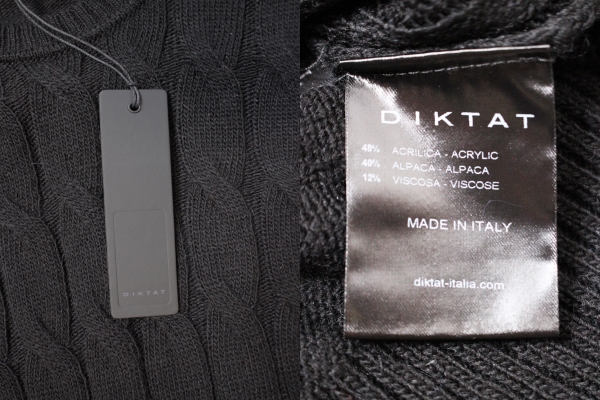 DIKTAT
DIKTAT
48% ACRILICA - ACRYLIC
40% ALPACA - ALPACA
12% VISCOSA - VISCOSE
MADE IN ITALY
diktat-italia.com